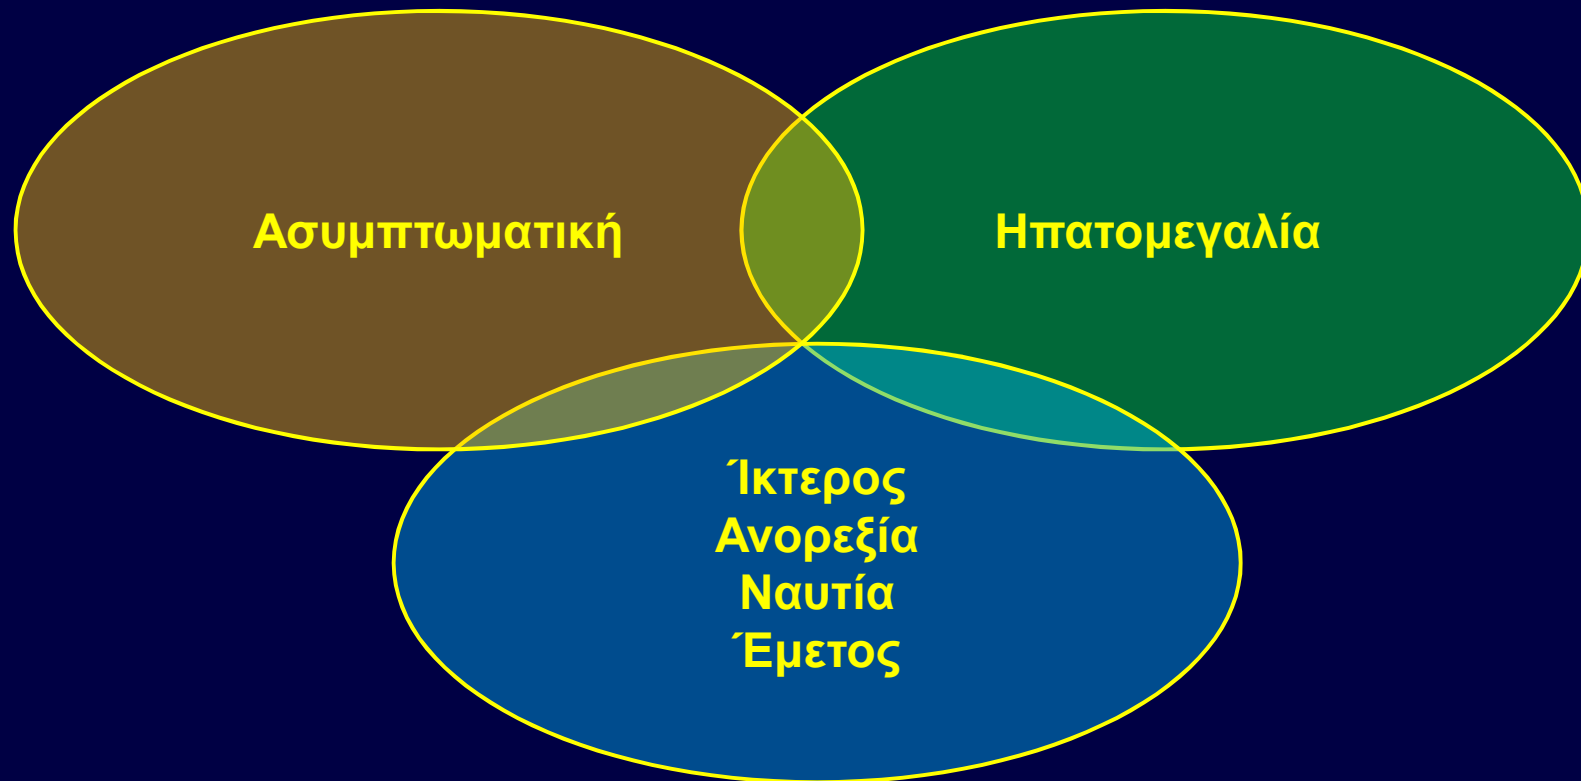 Ασυμπτωματική
Ηπατομεγαλία
Ίκτερος
Ανορεξία
Ναυτία
Έμετος